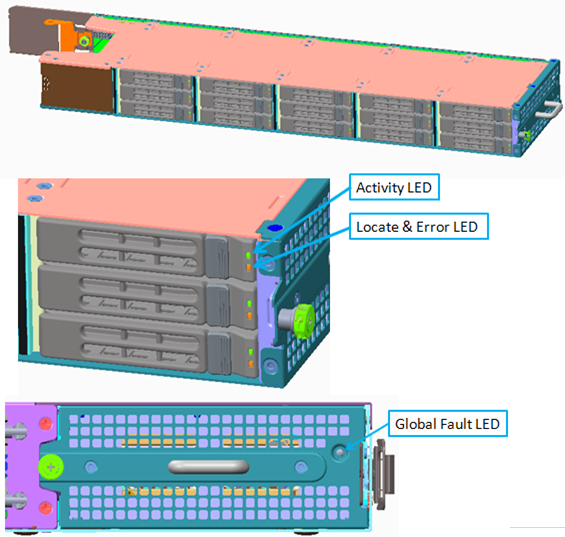 Activity LED
Locate & Error LED
Global Fault LED